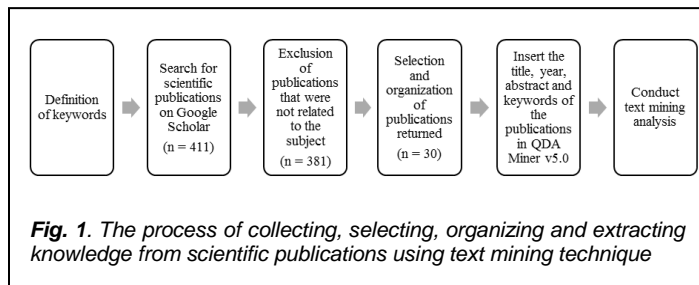 Definition
of keywords
Search for
scientific
publications
on Google
Scholar
(n = 411)
Exclusion
of
publications
that were
not related
to the
subject
(n = 381)
Selection
and
organization
of
publications
returned
(n = 30)
Insert the
title, year,
abstract and
keywords of
the
publications
in QDA
Miner v5.0
Conduct
text mining
analysis
Fig. 1. The process of collecting, selecting, organizing and extracting
knowledge from scientific publications using text mining technique